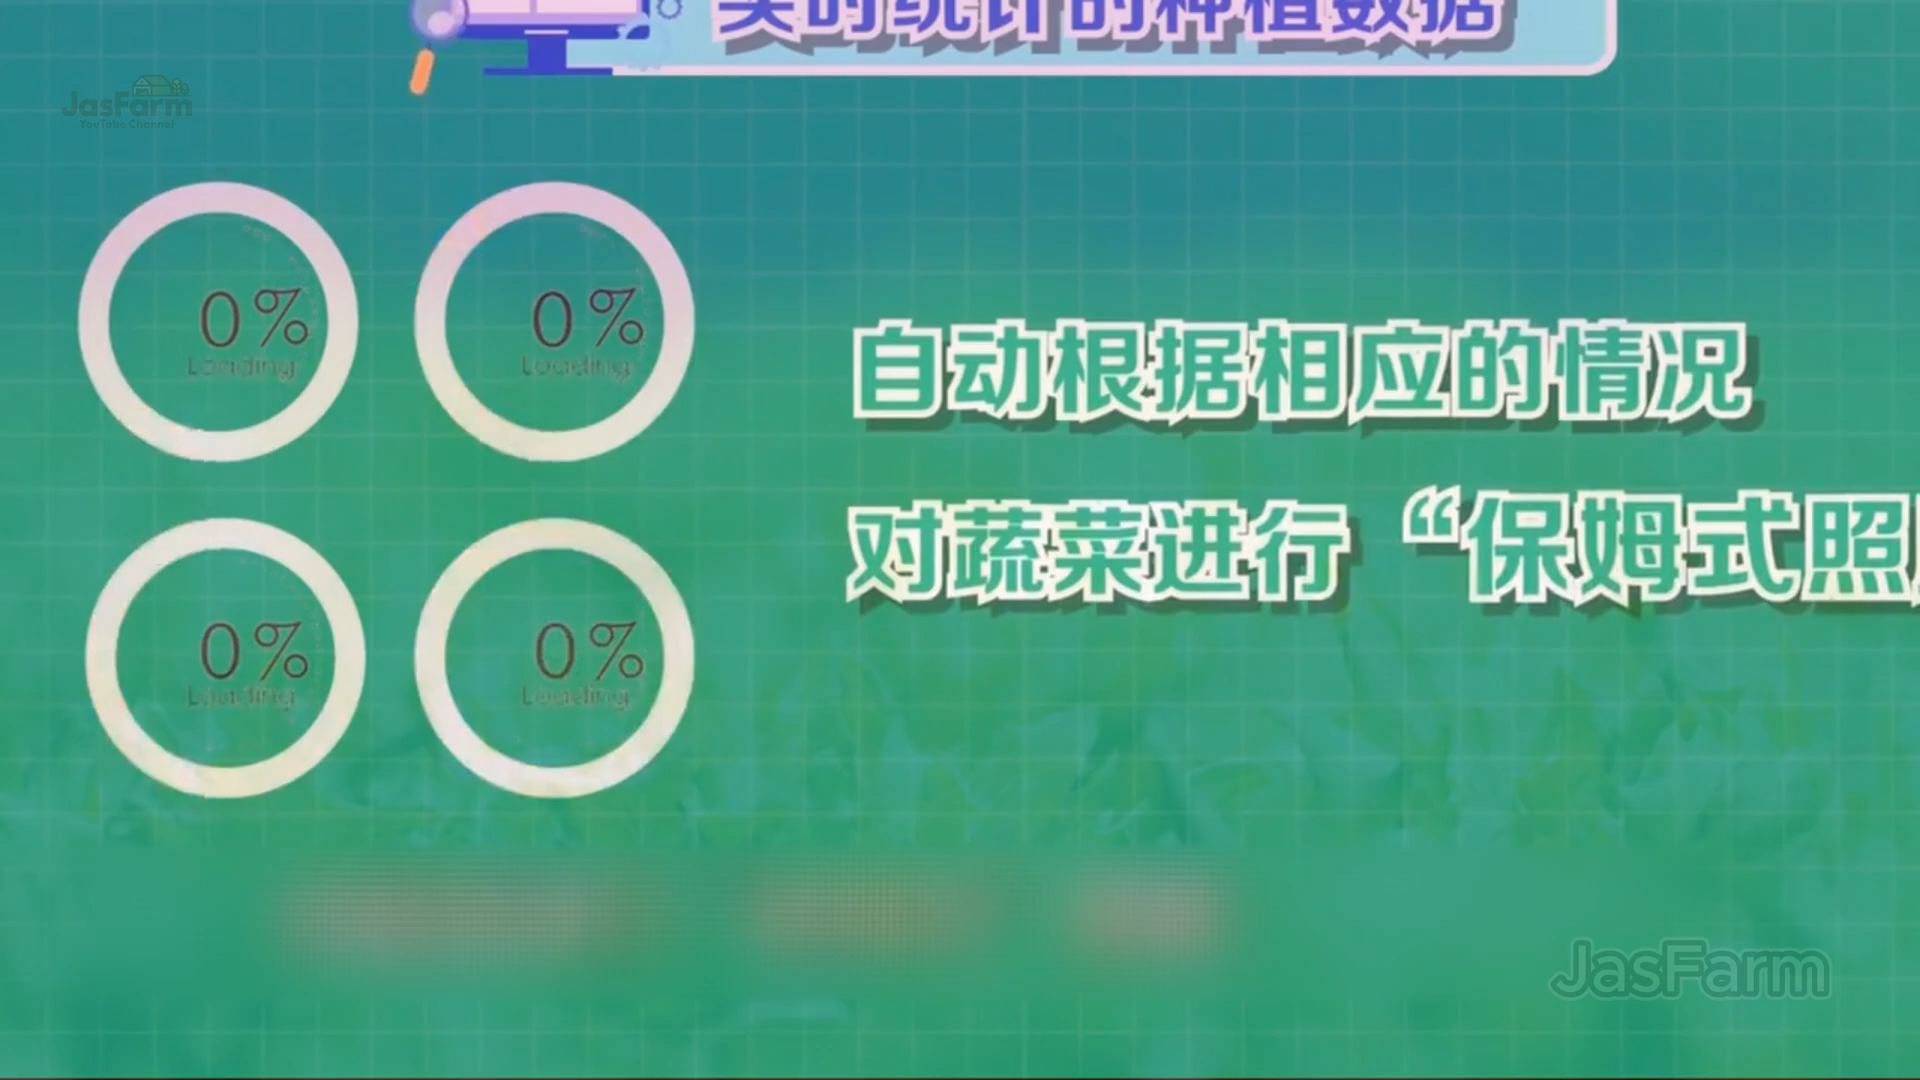 实时统计的种植数据
JasFarm
YouTube Channel
0%
Loading
0%
Loading
自动根据相应的情况
对蔬菜进行“保姆式照
0%
Loading
0%
Loading
JasFarm